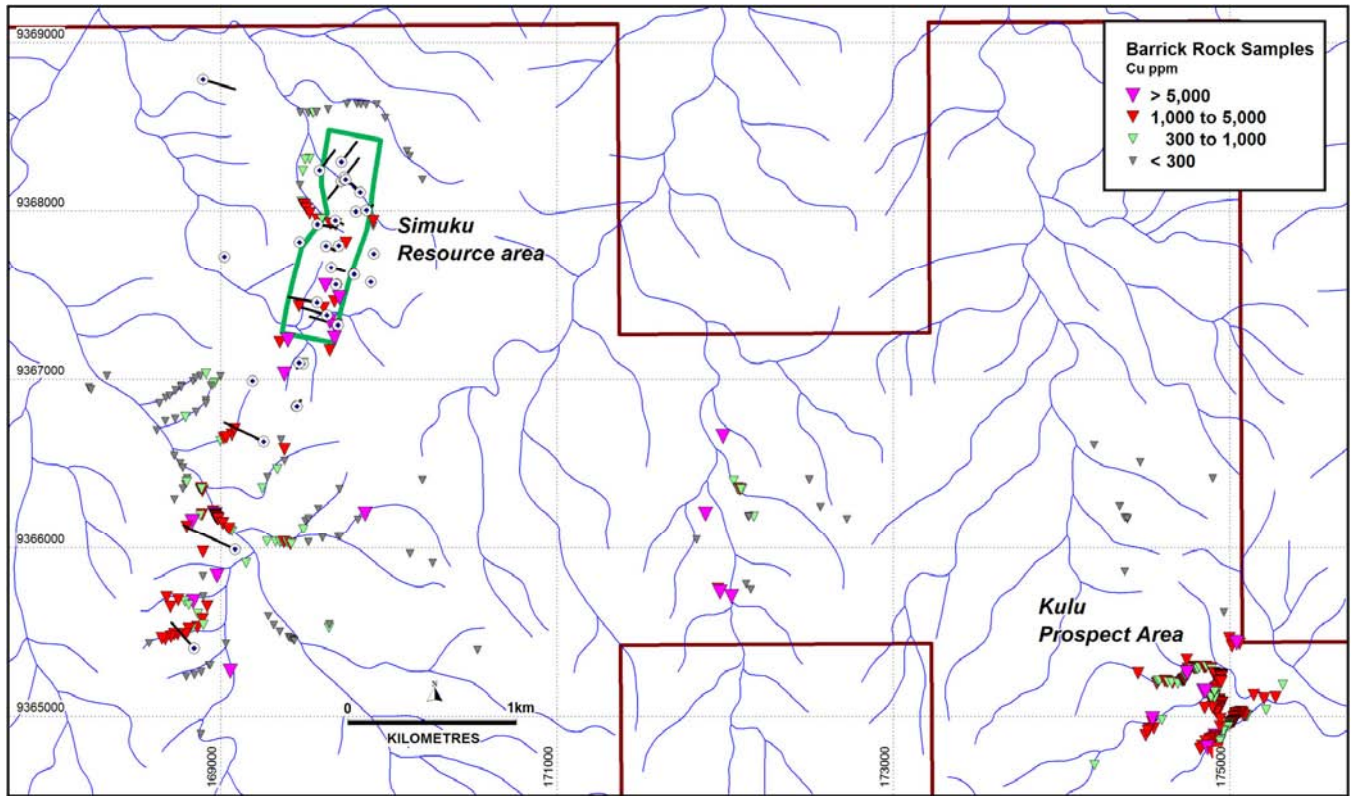 9369000
Barrick Rock Samples
Cu ppm
> 5,000
1,000 to 5,000
300 to 1,000
< 300
9368000
Simuku
Resource area
9367000
9366000
Kulu
Prospect Area
9365000
N
0 1km
KILOMETRES
169000
171000
173000
175000